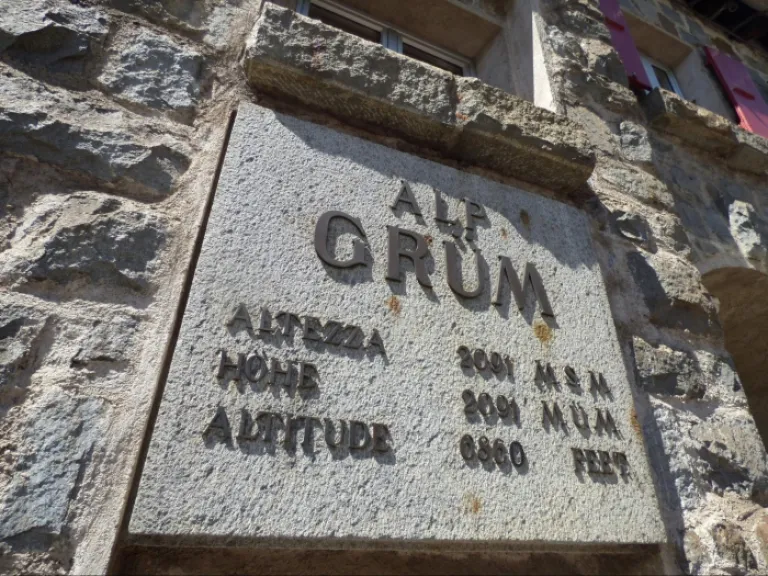 ALP
GRÜM
ALTEZZA 2091 M S M
HÖHE 2091 M Ü M
ALTITUDE 6860 FEET